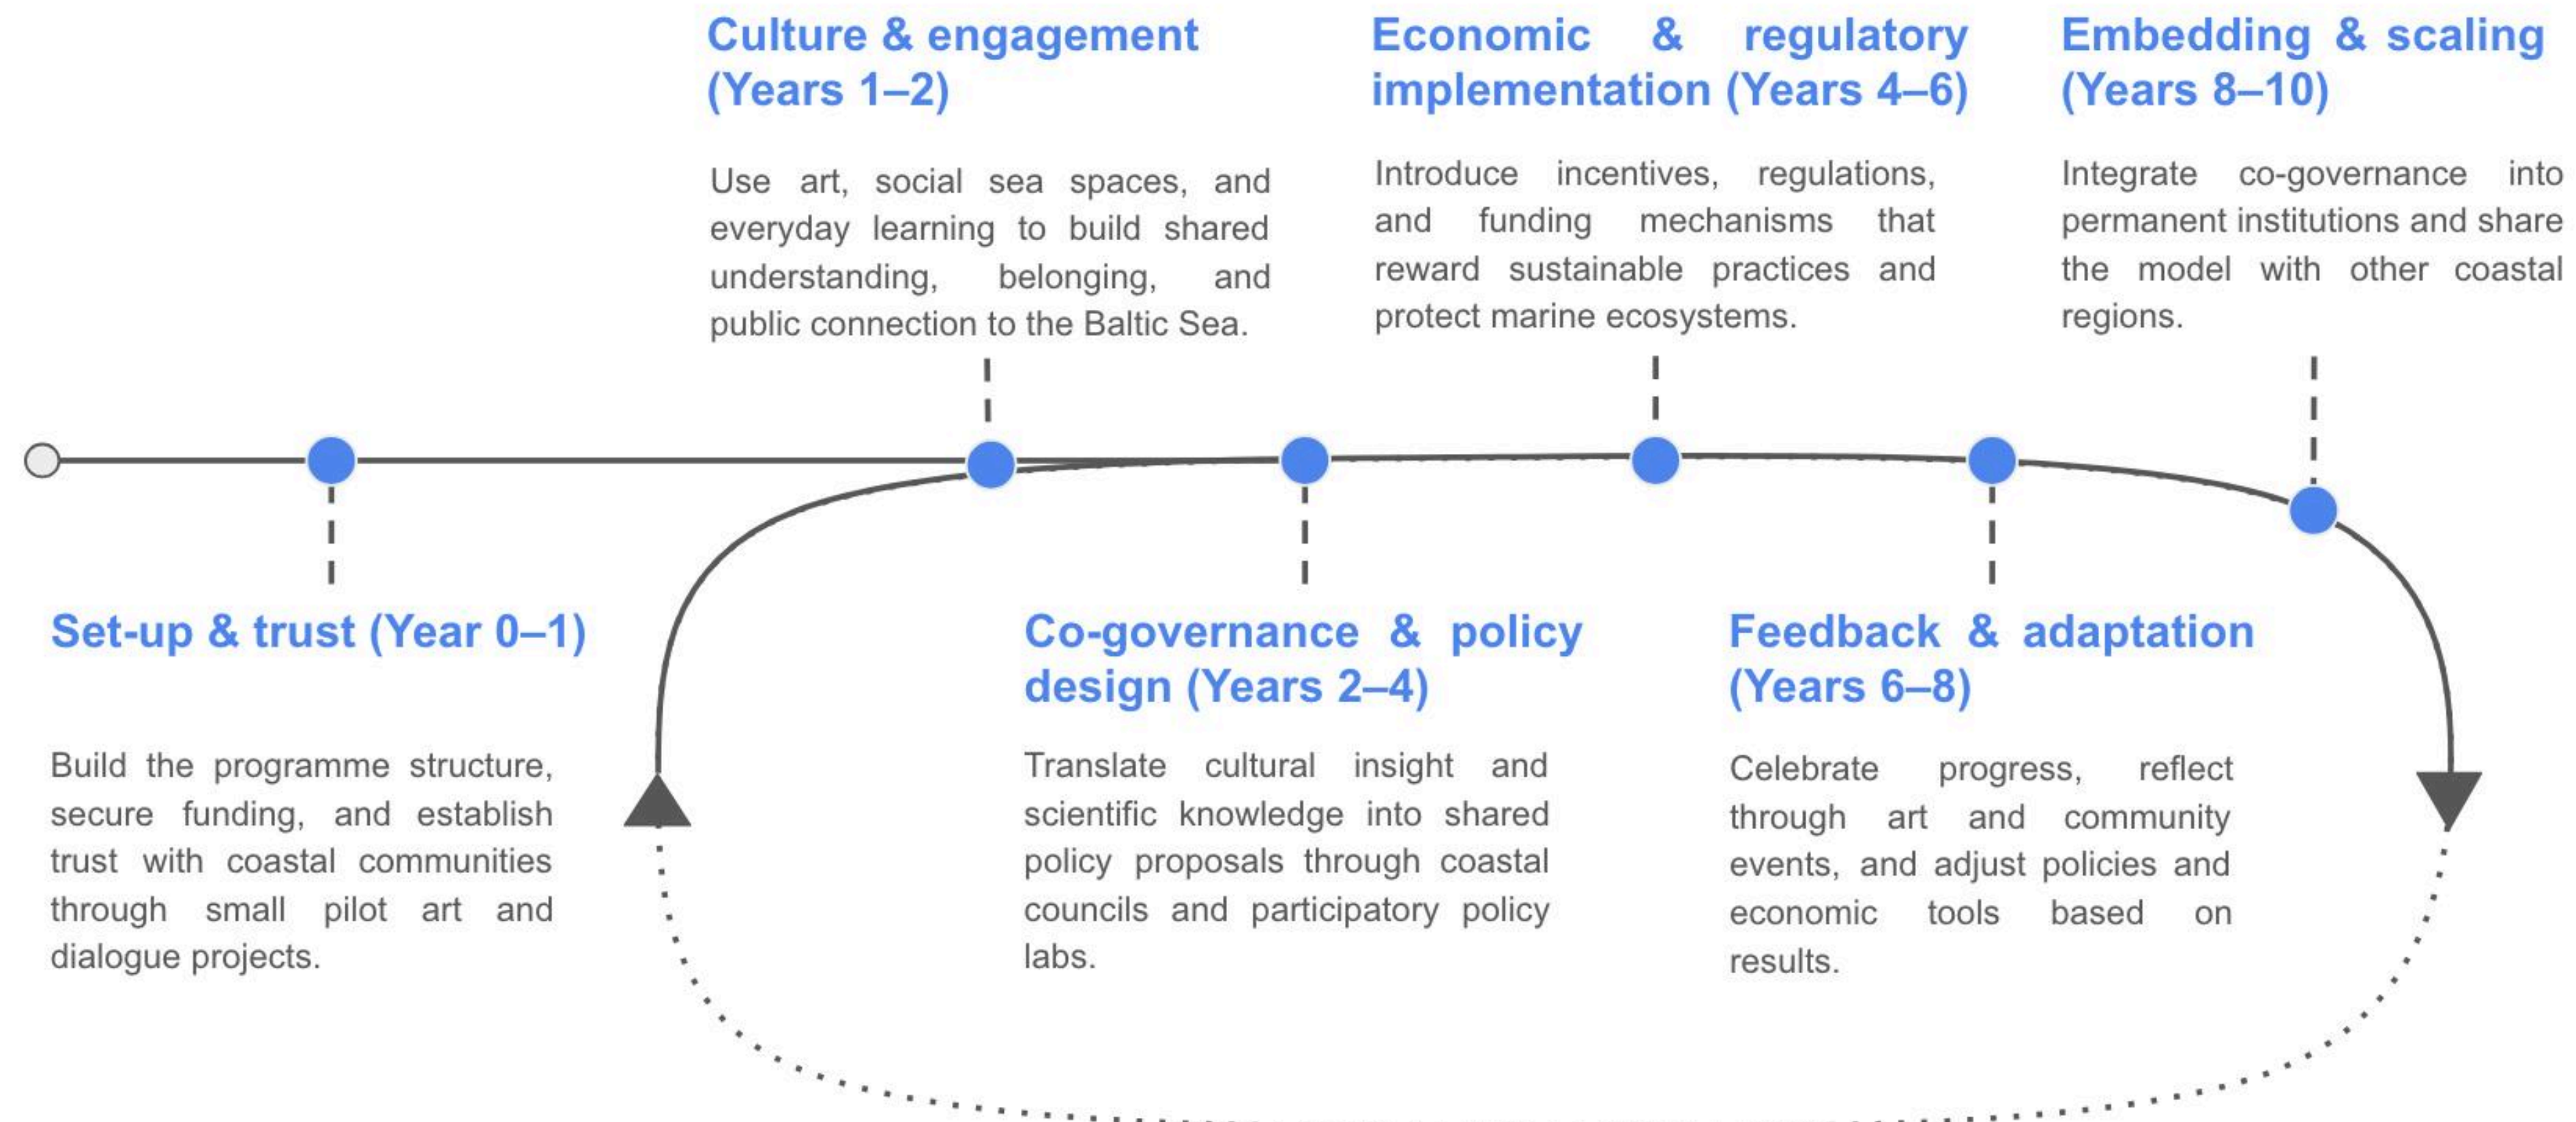 Culture & engagement
(Years 1–2)
Use art, social sea spaces, and
everyday learning to build shared
understanding, belonging, and
public connection to the Baltic Sea.
Economic & regulatory
implementation (Years 4–6)
Introduce incentives, regulations,
and funding mechanisms that
reward sustainable practices and
protect marine ecosystems.
Embedding & scaling
(Years 8–10)
Integrate co-governance into
permanent institutions and share
the model with other coastal
regions.
Set-up & trust (Year 0–1)
Build the programme structure,
secure funding, and establish
trust with coastal communities
through small pilot art and
dialogue projects.
Co-governance & policy
design (Years 2–4)
Translate cultural insight and
scientific knowledge into shared
policy proposals through coastal
councils and participatory policy
labs.
Feedback & adaptation
(Years 6–8)
Celebrate progress, reflect
through art and community
events, and adjust policies and
economic tools based on
results.